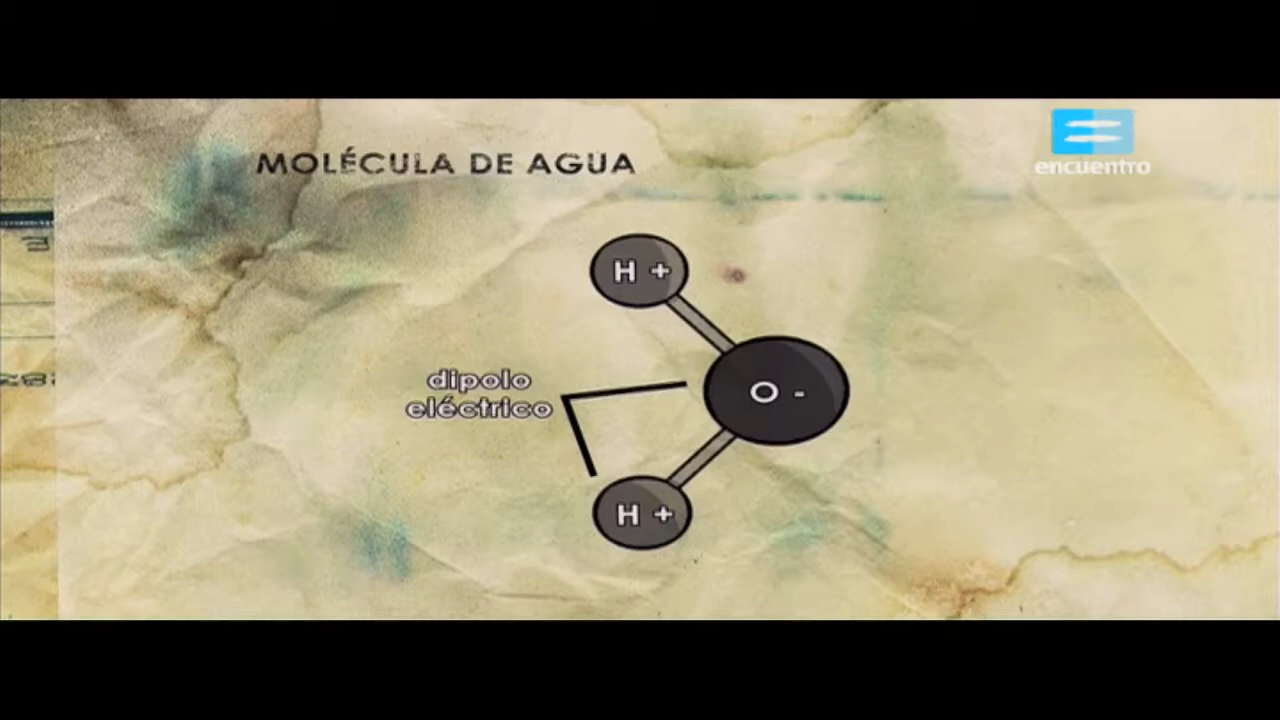 MOLÉCULA DE AGUA
encuentro
H +
dipolo
eléctrico
O -
H +